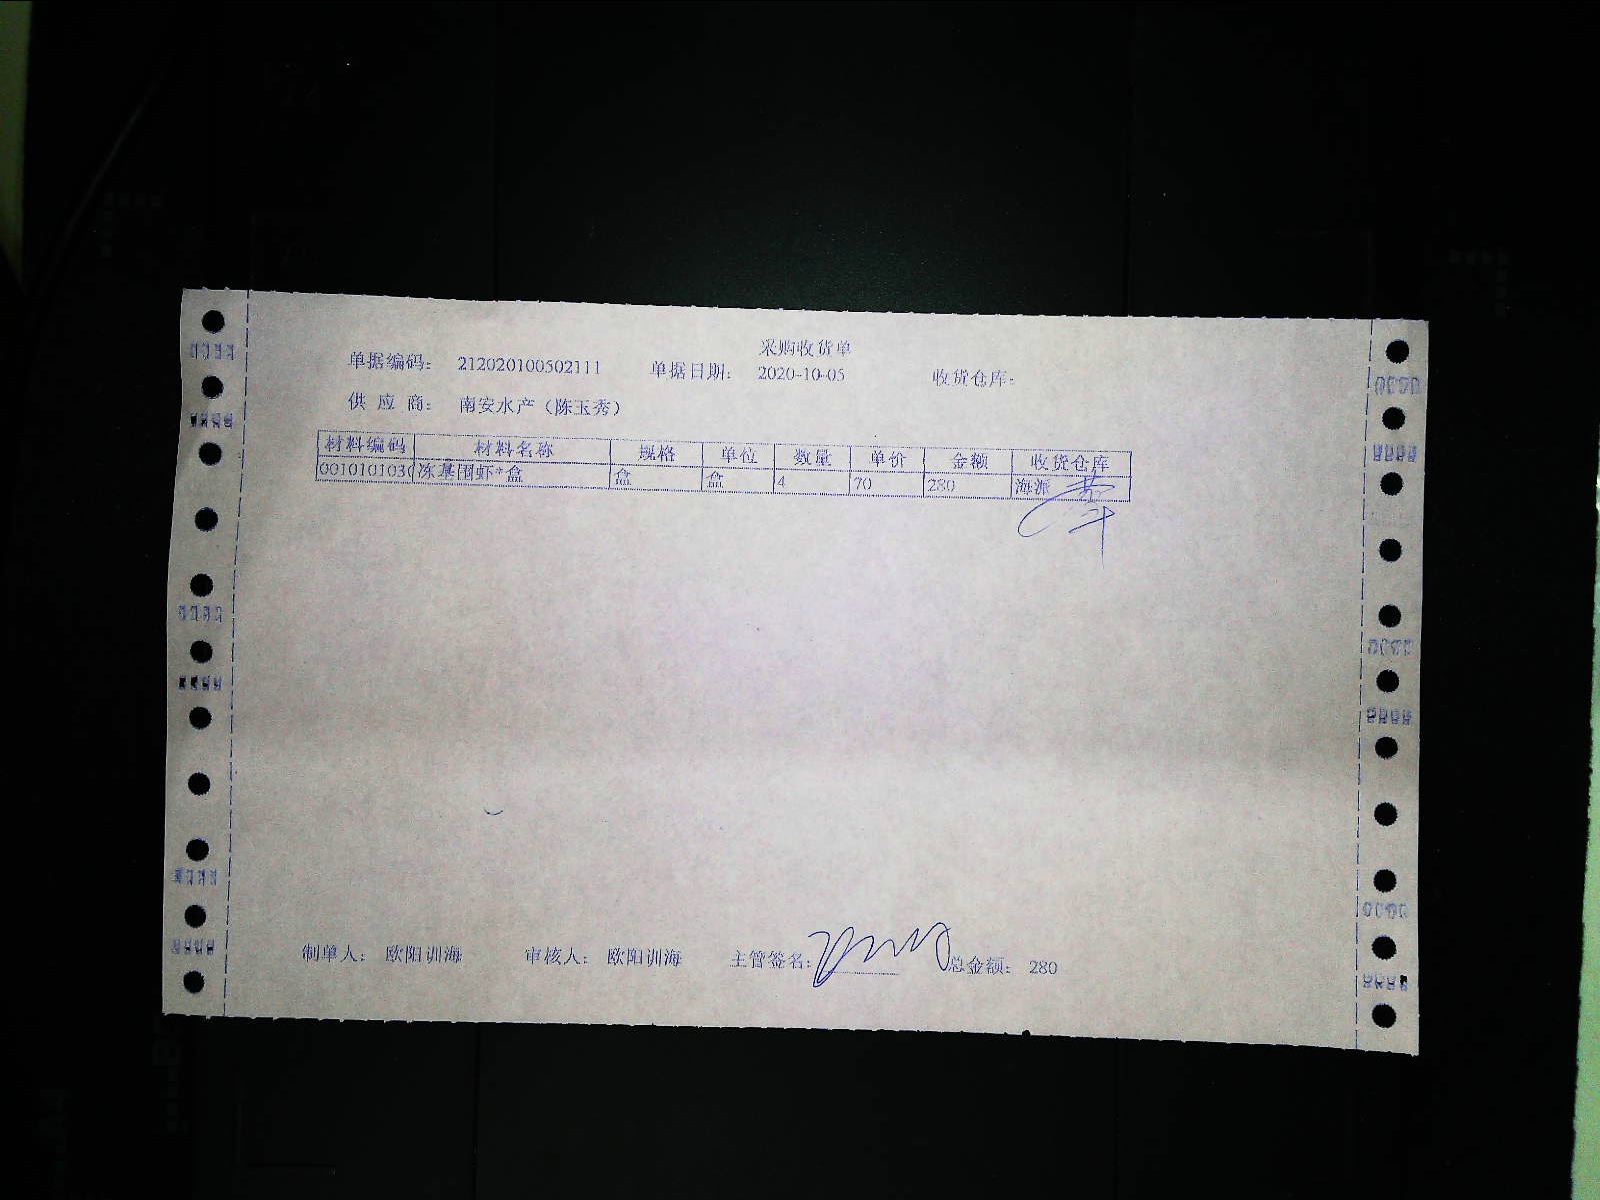 采购收货单
单据编码： 212020100502111 单据日期： 2020-10-05 收货仓库：
供 应 商： 南安水产（陈玉秀）
材料编码 材料名称 规格 单位 数量 单价 金额 收货仓库
0010101030 冻基围虾*盒 盒 盒 4 70 280 海派
制单人： 欧阳训海 审核人： 欧阳训海 主管签名： 总金额： 280